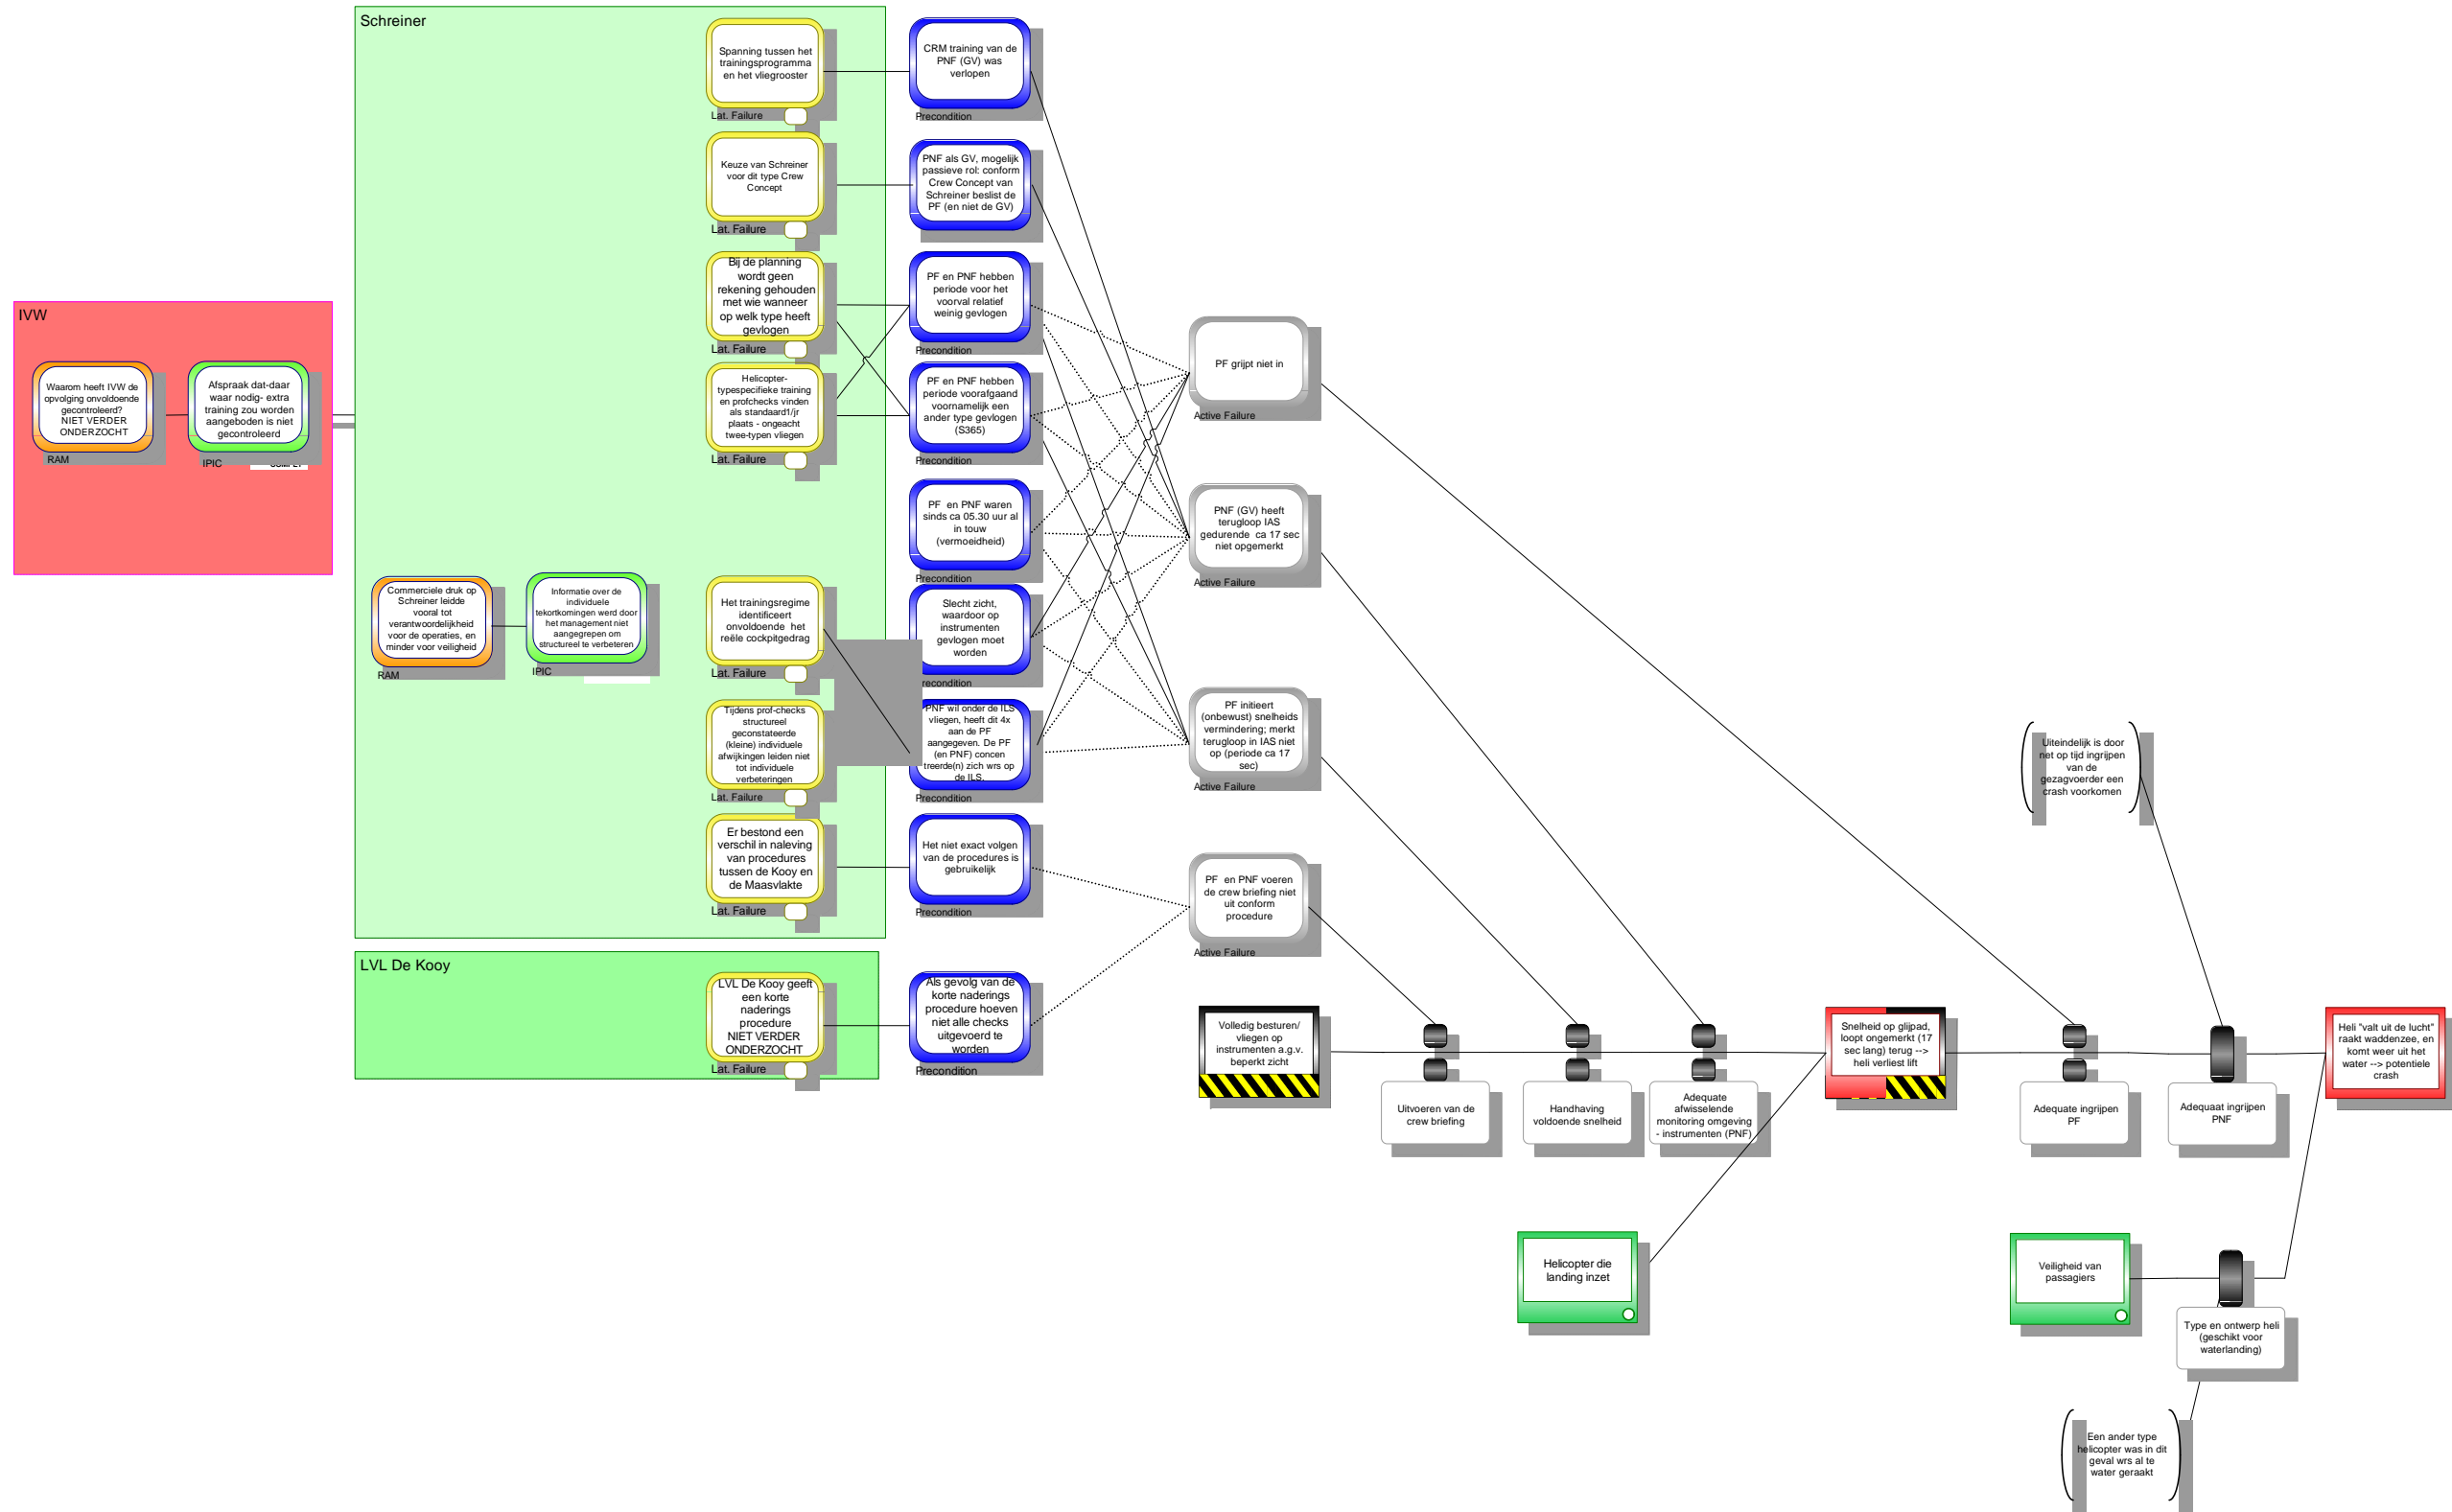 Schreiner
Spanning tussen het
trainingsprogramma
en het vliegrooster
Lat. Failure
CRM training van de
PNF (GV) was
verlopen
Precondition
Keuze van Schreiner
voor dit type Crew
Concept
Lat. Failure
PNF als GV, mogelijk
passieve rol: conform
Crew Concept van
Schreiner beslist de
PF (en niet de GV)
Bij de planning
wordt geen
rekening gehouden
met wie wanneer
op welk type heeft
gevlogen
Lat. Failure
PF en PNF hebben
periode voor het
voorval relatief
weinig gevlogen
Precondition
IVW
Waarom heeft IVW de
opvolging onvoldoende
gecontroleerd?
NIET VERDER
ONDERZOCHT
RAM
Afspraak dat-daar
waar nodig- extra
training zou worden
aangeboden is niet
gecontroleerd
IPIC
Helicopter-
typespecifieke training
en profchecks vinden
als standaard1/jr
plaats - ongeacht
twee-typen vliegen
Lat. Failure
PF en PNF hebben
periode voorafgaand
voornamelijk een
ander type gevlogen
(S365)
Precondition
PF grijpt niet in
Active Failure
PF en PNF waren
sinds ca 05.30 uur al
in touw
(vermoeidheid)
Precondition
PNF (GV) heeft
terugloop IAS
gedurende ca 17 sec
niet opgemerkt
Active Failure
Commerciele druk op
Schreiner leidde
vooral tot
verantwoordelijkheid
voor de operaties, en
minder voor veiligheid
RAM
Informatie over de
individuele
tekortkomingen werd door
het management niet
aangegrepen om
structureel te verbeteren
IPIC
Het trainingsregime
identificeert
onvoldoende het
reële cockpitgedrag
Lat. Failure
Slecht zicht,
waardoor op
instrumenten
gevlogen moet
worden
recondition
Tijdens prof-checks
structureel
geconstateerde
(kleine) individuele
afwijkingen leiden niet
tot individuele
verbeteringen
Lat. Failure
PNF wil onder de ILS
vliegen, heeft dit 4x
aan de PF
aangegeven. De PF
(en PNF) concen
treerde(n) zich wrs op
de ILS.
PF initieert
(onbewust) snelheids
vermindering; merkt
terugloop in IAS niet
op (periode ca 17
sec)
Active Failure
Uiteindelijk is door
net op tijd ingrijpen
van de
gezagvoerder een
crash voorkomen
Er bestond een
verschil in naleving
van procedures
tussen de Kooy en
de Maasvlakte
Lat. Failure
Het niet exact volgen
van de procedures is
gebruikelijk
Precondition
PF en PNF voeren
de crew briefing niet
uit conform
procedure
Active Failure
LVL De Kooy
LVL De Kooy geeft
een korte
naderings
procedure
NIET VERDER
ONDERZOCHT
Lat. Failure
Als gevolg van de
korte naderings
procedure hoeven
niet alle checks
uitgevoerd te
worden
Precondition
Volledig besturen/
vliegen op
instrumenten a.g.v.
beperkt zicht
Uitvoeren van de
crew briefing
Handhaving
voldoende snelheid
Adequate
afwisselende
monitoring omgeving
- instrumenten (PNF)
Snelheid op glijpad,
loopt ongemerkt (17
sec lang) terug -->
heli verliest lift
Adequate ingrijpen
PF
Adequaat ingrijpen
PNF
Heli "valt uit de lucht"
raakt waddenzee, en
komt weer uit het
water --> potentiele
crash
Helicopter die
landing inzet
Veiligheid van
passagiers
Type en ontwerp heli
(geschikt voor
waterlanding)
Een ander type
helicopter was in dit
geval wrs al te
water geraakt